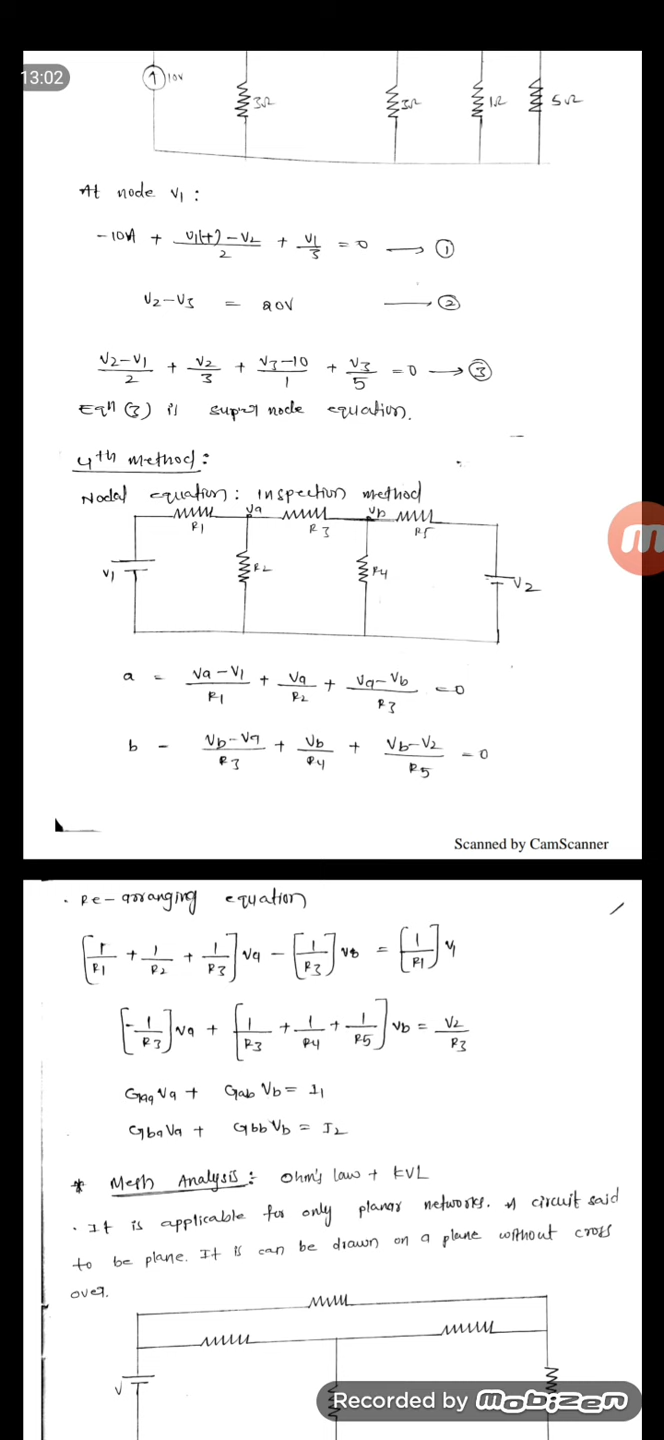 13:02
↑ 10V
3Ω 3Ω 1Ω 5Ω
At node V1 :
-10A + V1(+)-V2/2 + V1/3 = 0 → ①
V2-V3 = 20V → ②
V2-V1/2 + V2/3 + V3-10/1 + V3/5 = 0 → ③
Eqn (3) is super node equation.
4th method:
Nodal equation: inspection method
R1 Va R3 Vb R5
V1 R2 R4 V2
a = Va-V1/R1 + Va/R2 + Va-Vb/R3 = 0
b - Vb-Va/R3 + Vb/R4 + Vb-V2/R5 = 0
Scanned by CamScanner
. Re-arranging equation
[1/R1 + 1/R2 + 1/R3] Va - [1/R3] Vb = [1/R1] V1
[-1/R3] Va + [1/R3 + 1/R4 + 1/R5] Vb = V2/R3
Gaa Va + Gab Vb = I1
Gba Va + Gbb Vb = I2
* Mesh Analysis: Ohm's law + KVL
. It is applicable for only planar networks. A circuit said
to be plane. It is can be drawn on a plane without cross
over.
V
Recorded by mobizen